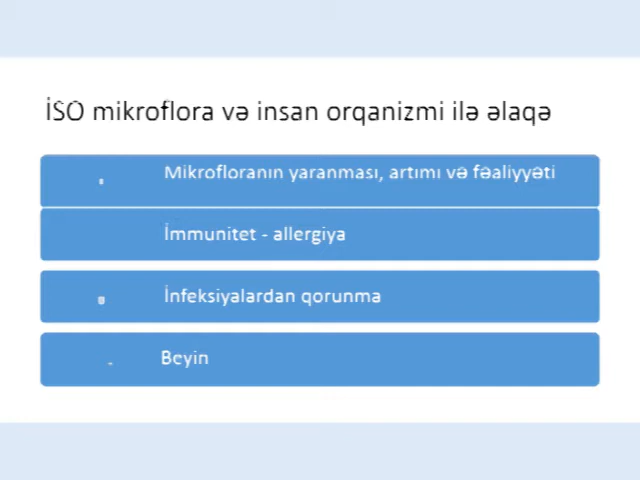 İSO mikroflora və insan orqanizmi ilə əlaqə
Mikrofloranın yaranması, artımı və fəaliyyəti
İmmunitet - allergiya
İnfeksiyalardan qorunma
Beyin